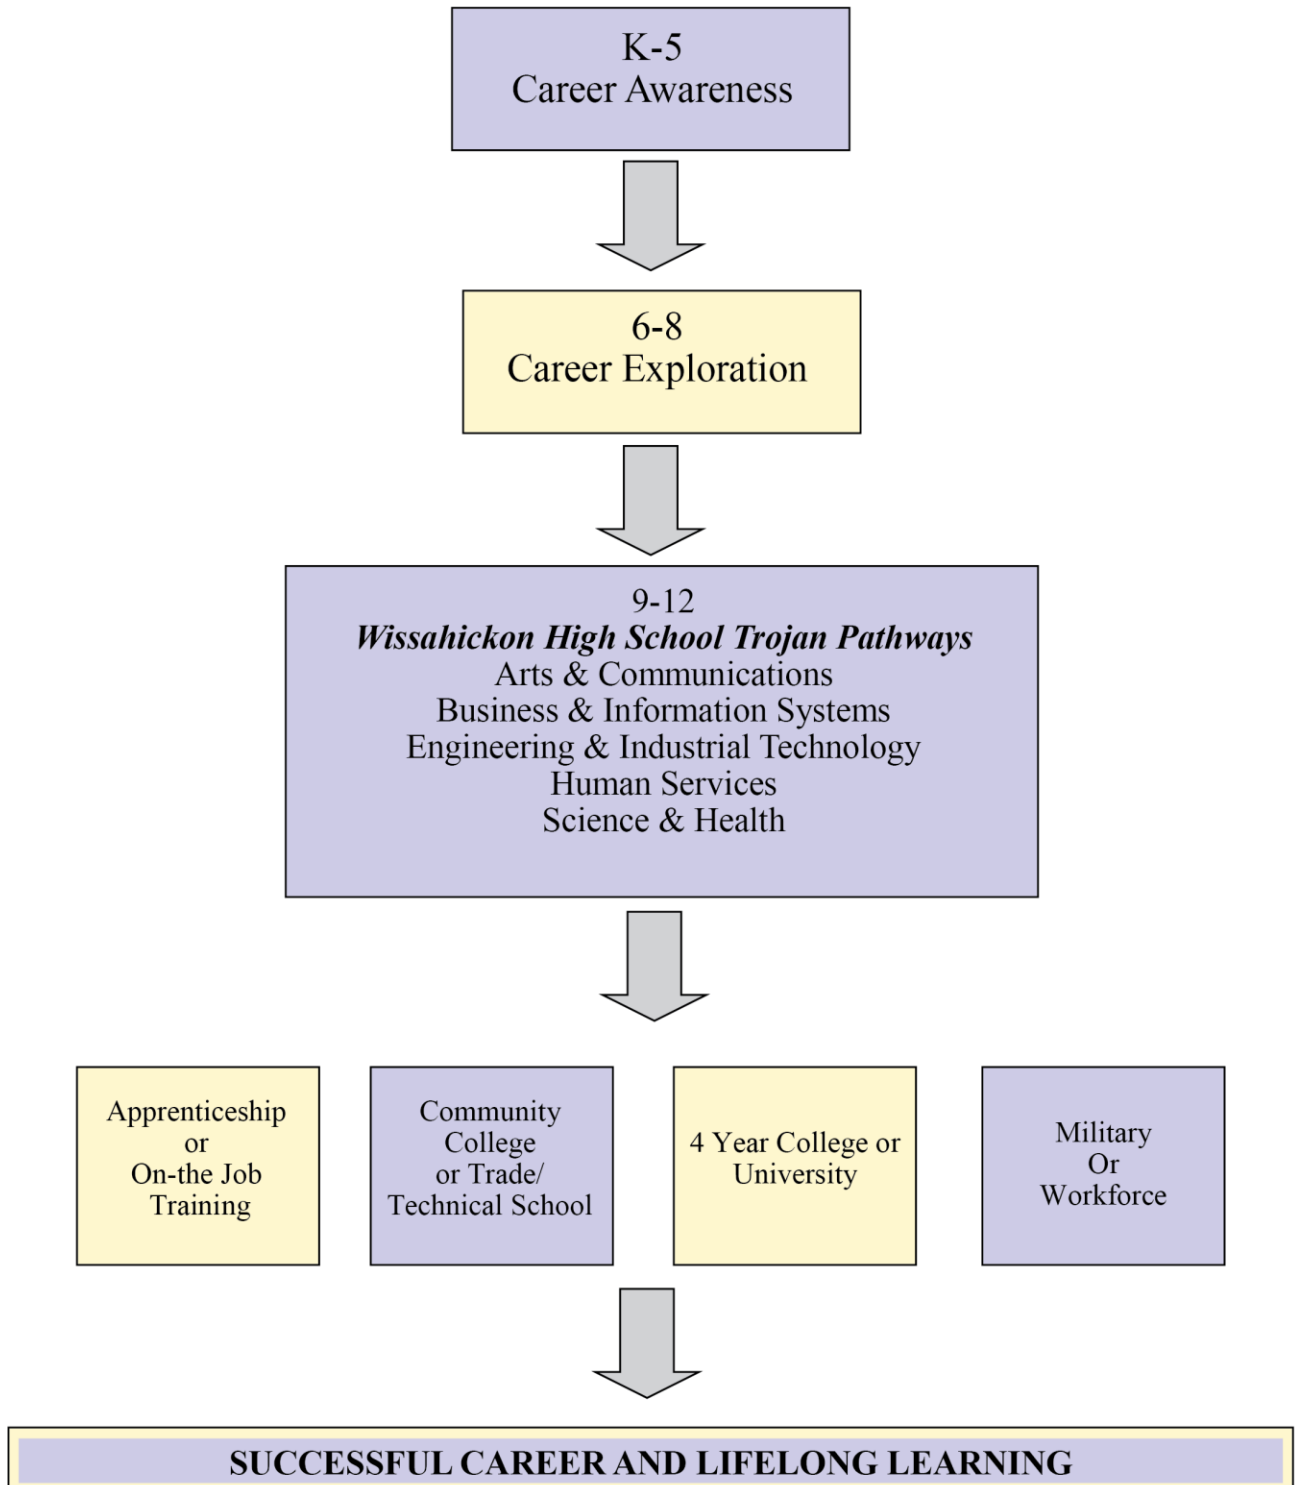 K-5
Career Awareness
6-8
Career Exploration
9-12
Wissahickon High School Trojan Pathways
Arts & Communications
Business & Information Systems
Engineering & Industrial Technology
Human Services
Science & Health
Apprenticeship
or
On-the Job
Training
Community
College
or Trade/
Technical School
4 Year College or
University
Military
Or
Workforce
SUCCESSFUL CAREER AND LIFELONG LEARNING